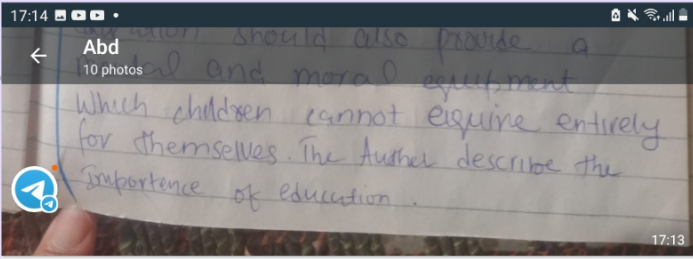 17:14
Abd
10 photos
should also provide a
and moral equipment
Which children cannot equire entirely
for themselves. The Auther describe the
Importence of education.
17:13